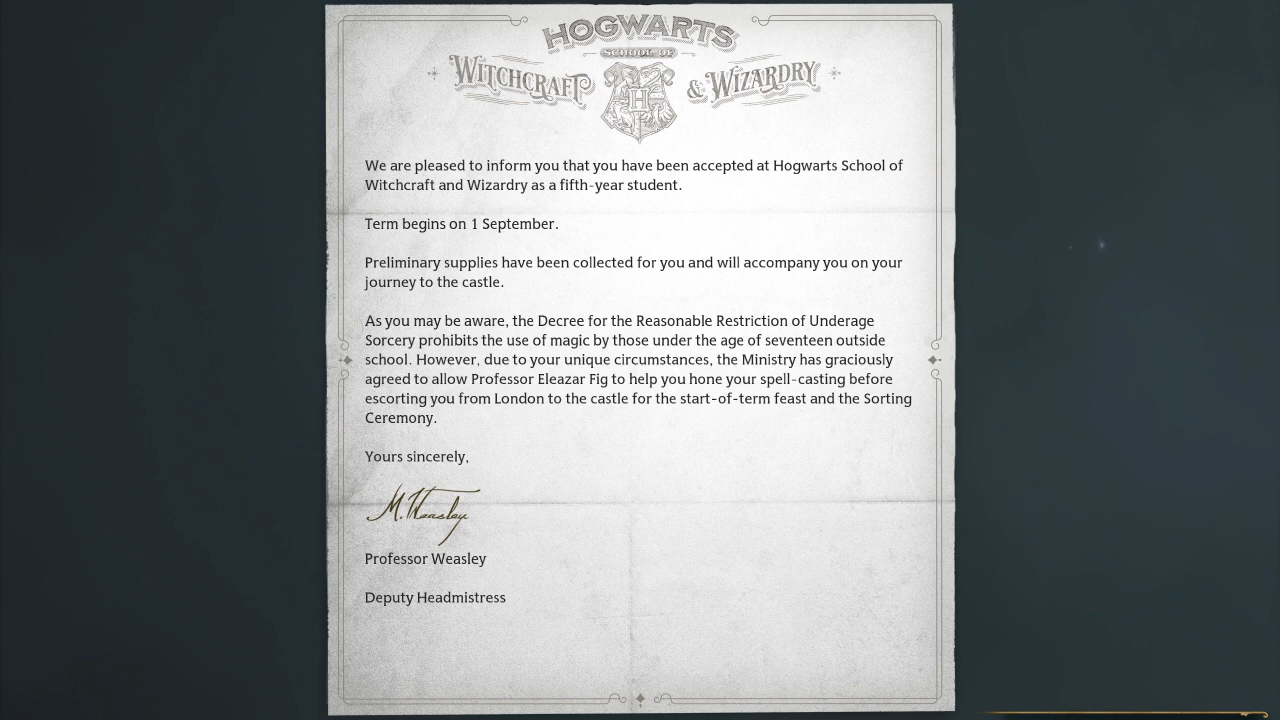 HOGWARTS
SCHOOL OF
WITCHCRAFT & WIZARDRY
H
We are pleased to inform you that you have been accepted at Hogwarts School of
Witchcraft and Wizardry as a fifth-year student.
Term begins on 1 September.
Preliminary supplies have been collected for you and will accompany you on your
journey to the castle.
As you may be aware, the Decree for the Reasonable Restriction of Underage
Sorcery prohibits the use of magic by those under the age of seventeen outside
school. However, due to your unique circumstances, the Ministry has graciously
agreed to allow Professor Eleazar Fig to help you hone your spell-casting before
escorting you from London to the castle for the start-of-term feast and the Sorting
Ceremony.
Yours sincerely,
M. Weasley
Professor Weasley
Deputy Headmistress